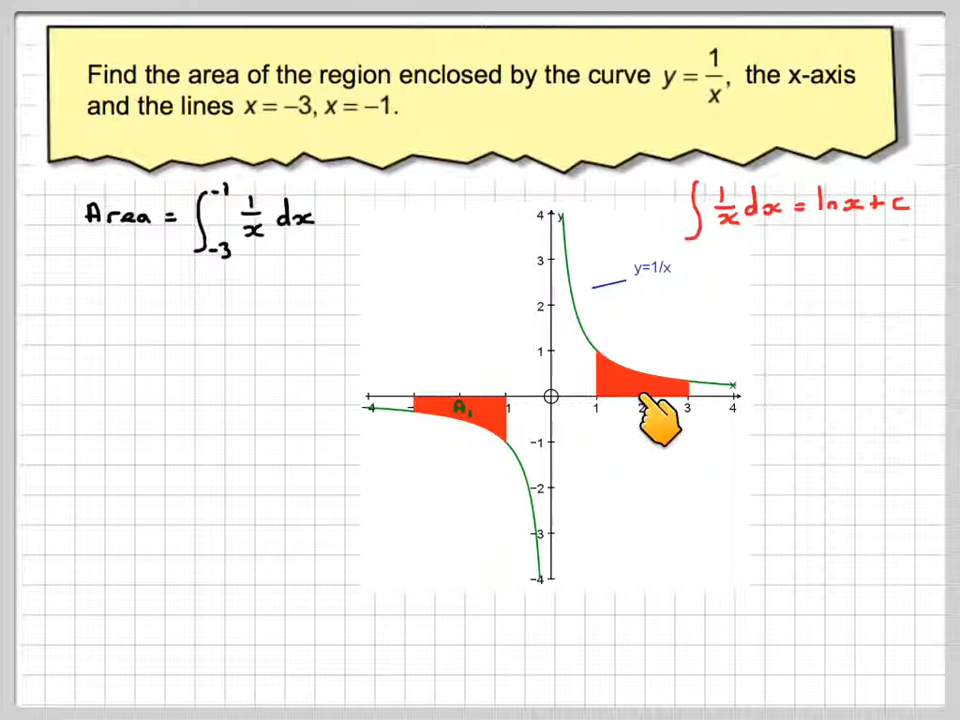 Find the area of the region enclosed by the curve y = 1/x, the x-axis
and the lines x = −3, x = −1.
Area = ∫₋₃⁻¹ 1/x dx
∫ 1/x dx = ln x + c
4 y
3
y=1/x
2
1
x
-4 − A₁ 1 1 2 3 4
−1
−2
−3
−4